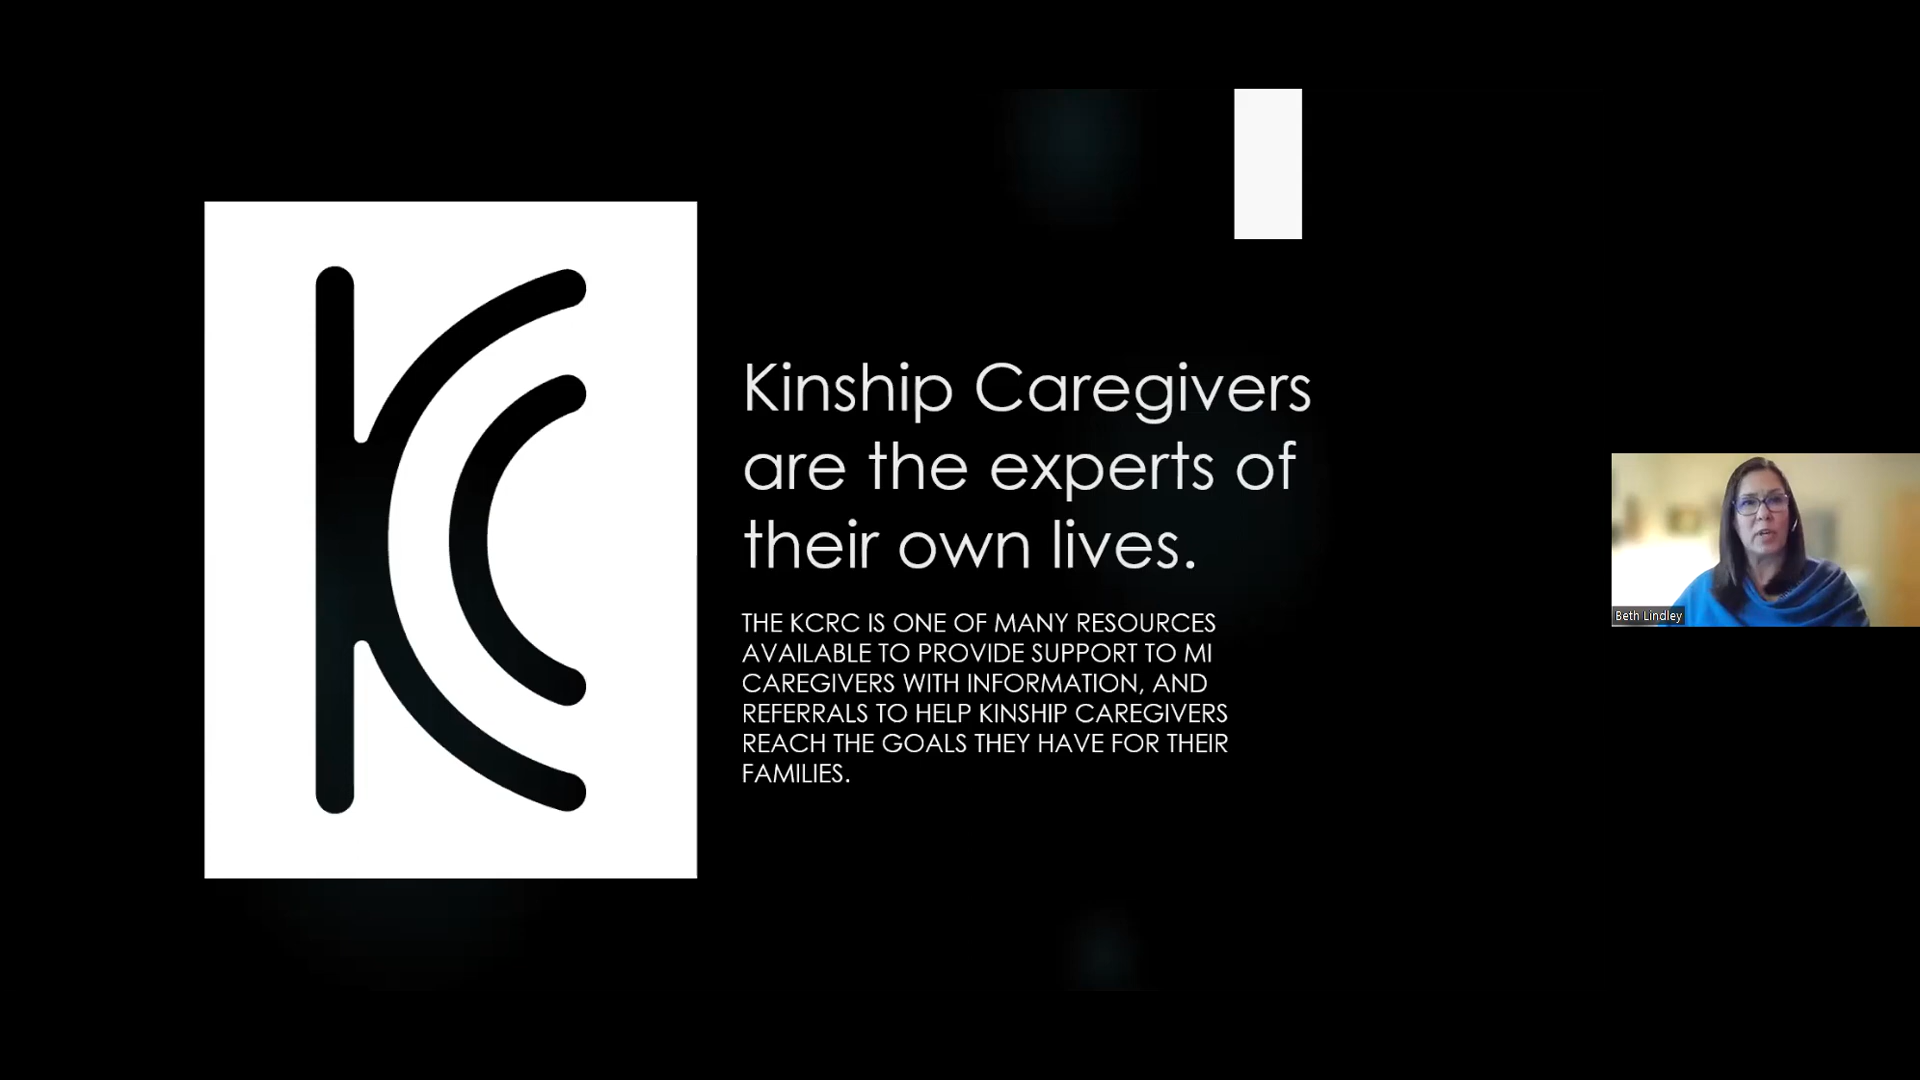 KC
Kinship Caregivers
are the experts of
their own lives.
THE KCRC IS ONE OF MANY RESOURCES
AVAILABLE TO PROVIDE SUPPORT TO MI
CAREGIVERS WITH INFORMATION, AND
REFERRALS TO HELP KINSHIP CAREGIVERS
REACH THE GOALS THEY HAVE FOR THEIR
FAMILIES.
Beth Lindley